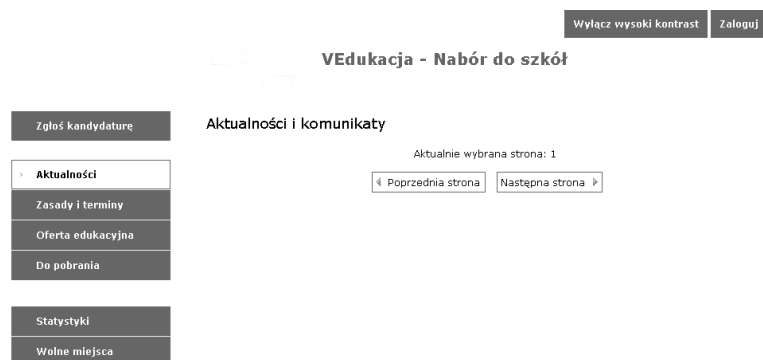 Wyłącz wysoki kontrast
Zaloguj
VEdukacja - Nabór do szkół
Zgłoś kandydaturę
Aktualności i komunikaty
Aktualnie wybrana strona: 1
Poprzednia strona
Następna strona
Aktualności
Zasady i terminy
Oferta edukacyjna
Do pobrania
Statystyki
Wolne miejsca